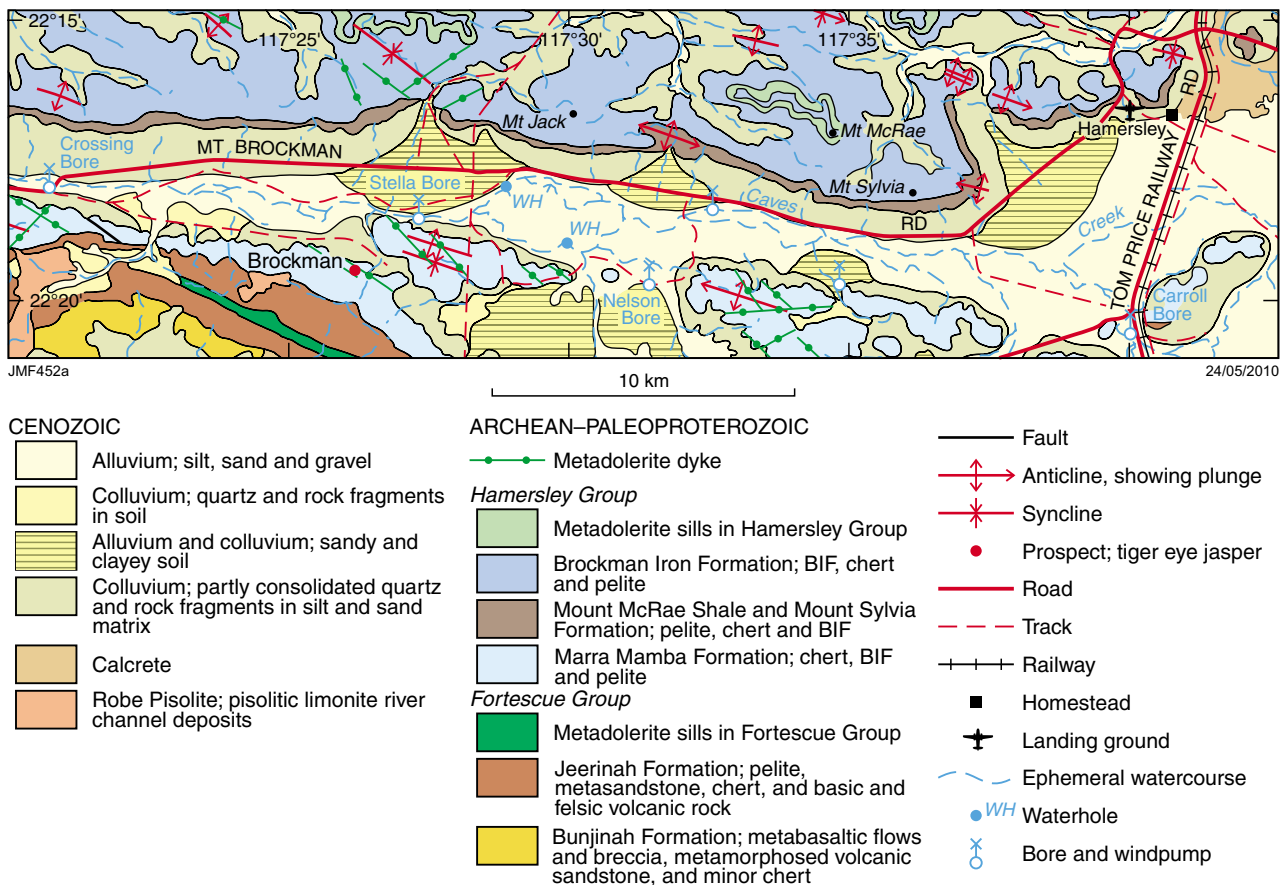 22°15'
117°25'
117°30'
117°35'
RD
Mt Jack
Mt McRae
Hamersley
Crossing
Bore
MT. BROCKMAN
Stella Bore
WH
Mt Sylvia
Caves
RD
Creek
TOM PRICE RAILWAY
WH
Brockman
22°20'
Nelson
Bore
Carroll
Bore
JMF452a
24/05/2010
10 km
CENOZOIC
Alluvium; silt, sand and gravel
Colluvium; quartz and rock fragments
in soil
Alluvium and colluvium; sandy and
clayey soil
Colluvium; partly consolidated quartz
and rock fragments in silt and sand
matrix
Calcrete
Robe Pisolite; pisolitic limonite river
channel deposits
ARCHEAN–PALEOPROTEROZOIC
Metadolerite dyke
Hamersley Group
Metadolerite sills in Hamersley Group
Brockman Iron Formation; BIF, chert
and pelite
Mount McRae Shale and Mount Sylvia
Formation; pelite, chert and BIF
Marra Mamba Formation; chert, BIF
and pelite
Fortescue Group
Metadolerite sills in Fortescue Group
Jeerinah Formation; pelite,
metasandstone, chert, and basic and
felsic volcanic rock
Bunjinah Formation; metabasaltic flows
and breccia, metamorphosed volcanic
sandstone, and minor chert
Fault
Anticline, showing plunge
Syncline
Prospect; tiger eye jasper
Road
Track
Railway
Homestead
Landing ground
Ephemeral watercourse
WH Waterhole
Bore and windpump